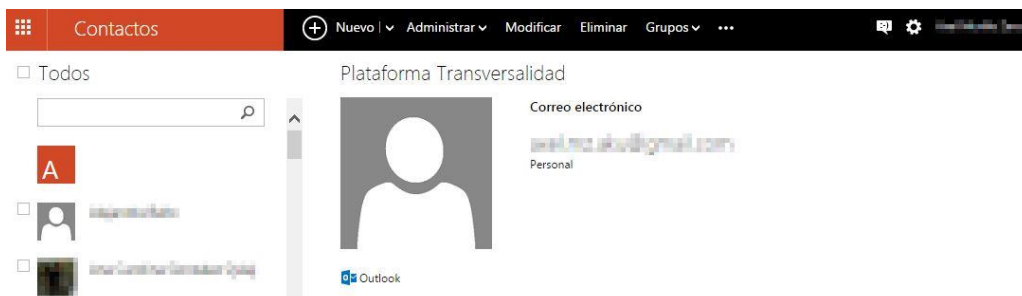 Contactos
Nuevo Administrar Modificar Eliminar Grupos ...
Todos
Plataforma Transversalidad
Correo electrónico
Personal
A
Outlook